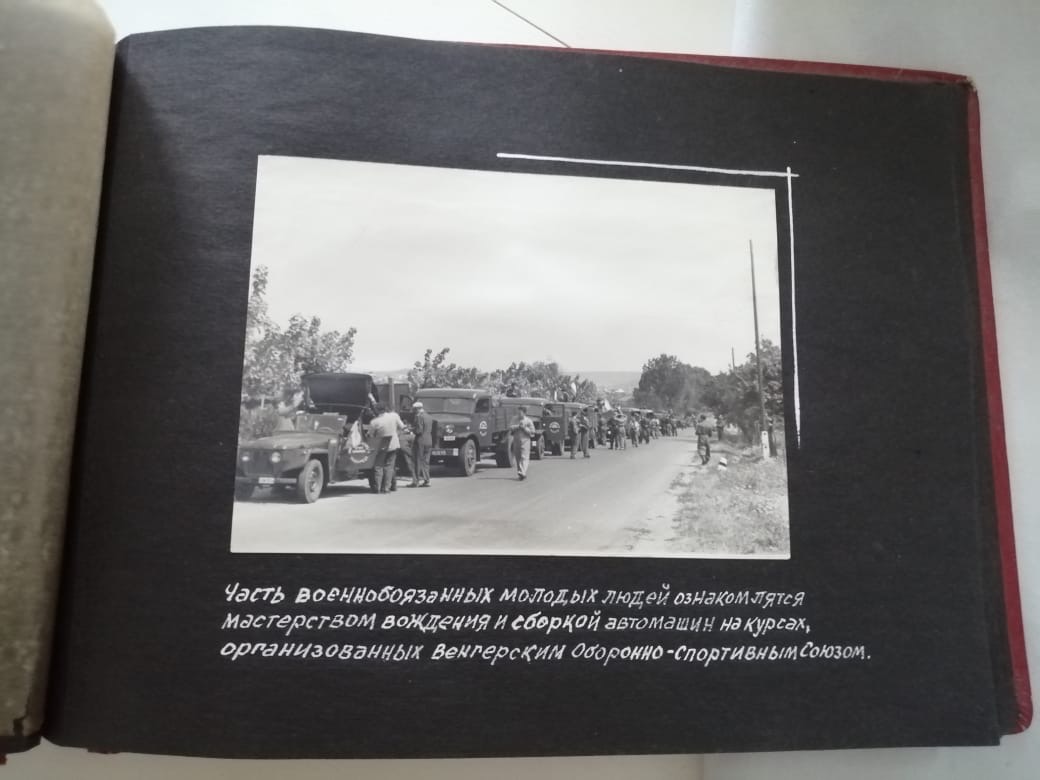 Часть военнобоязанных молодых людей ознакомлятся
мастерством вождения и сборкой автомашин на курсах,
организованных Венгерским Оборонно-спортивным Союзом.